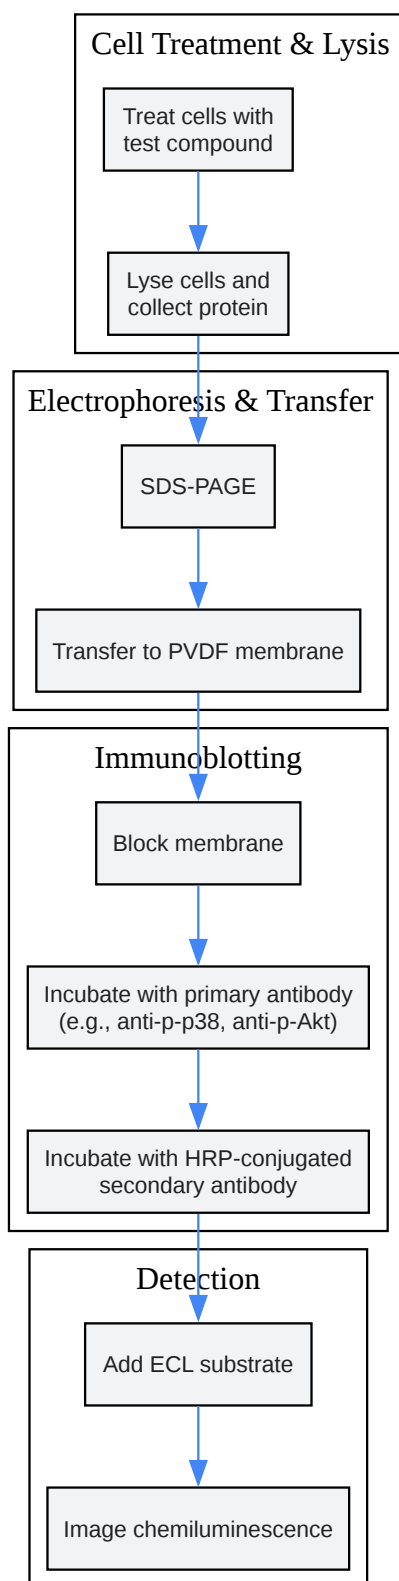 Cell Treatment & Lysis
Treat cells with
test compound
Lyse cells and
collect protein
Electrophoresis & Transfer
SDS-PAGE
Transfer to PVDF membrane
Immunoblotting
Block membrane
Incubate with primary antibody
(e.g., anti-p-p38, anti-p-Akt)
Incubate with HRP-conjugated
secondary antibody
Detection
Add ECL substrate
Image chemiluminescence